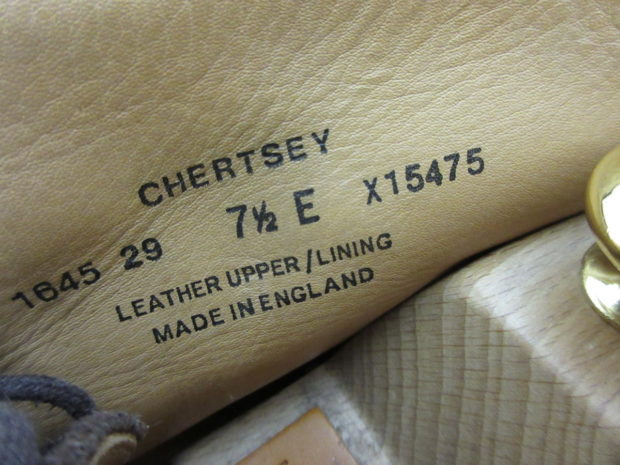 CHERTSEY
1645 29 7½ E X15475
LEATHER UPPER/LINING
MADE IN ENGLAND